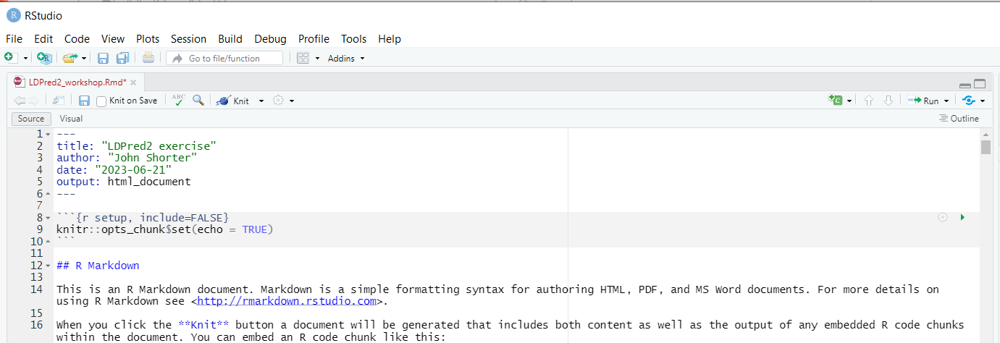 RStudio
File Edit Code View Plots Session Build Debug Profile Tools Help
Go to file/function Addins
LDPred2_workshop.Rmd*
Knit on Save ABC Knit Run
Source Visual Outline
1 ---
2 title: "LDPred2 exercise"
3 author: "John Shorter"
4 date: "2023-06-21"
5 output: html_document
6 ---
7
8 ```{r setup, include=FALSE}
9 knitr::opts_chunk$set(echo = TRUE)
10 ```
11
12 ## R Markdown
13
14 This is an R Markdown document. Markdown is a simple formatting syntax for authoring HTML, PDF, and MS Word documents. For more details on
using R Markdown see <http://rmarkdown.rstudio.com>.
15
16 When you click the **Knit** button a document will be generated that includes both content as well as the output of any embedded R code chunks
within the document. You can embed an R code chunk like this: